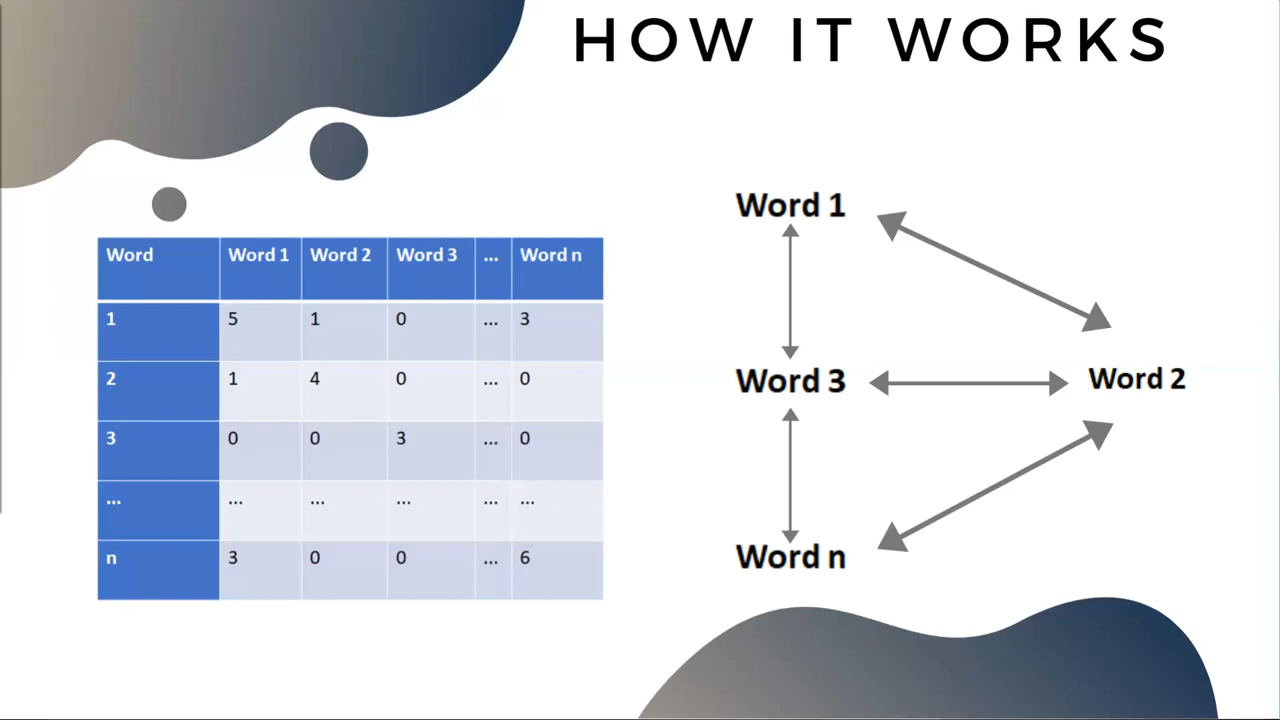 HOW IT WORKS
Word Word 1 Word 2 Word 3 ... Word n
1 5 1 0 ... 3
2 1 4 0 ... 0
3 0 0 3 ... 0
... ... ... ... ... ...
n 3 0 0 ... 6
Word 1
Word 3
Word 2
Word n